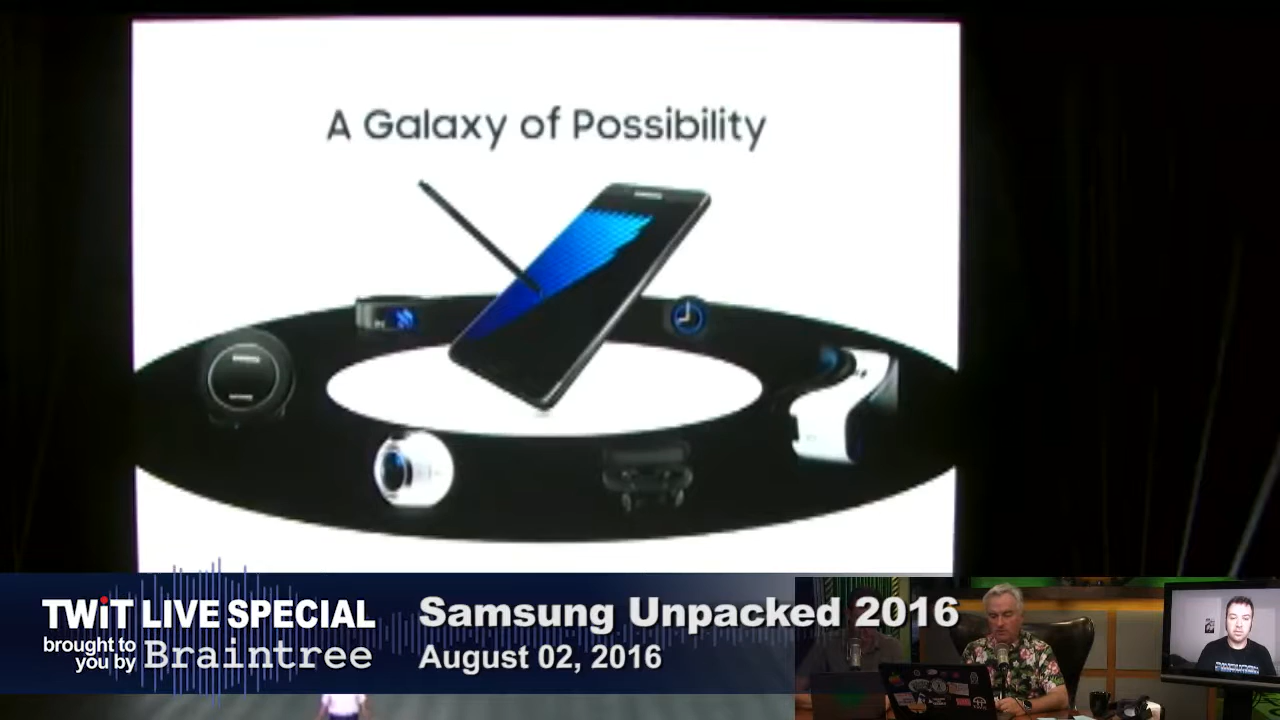 A Galaxy of Possibility
TWiT LIVE SPECIAL
brought to
you by
Braintree
Samsung Unpacked 2016
August 02, 2016